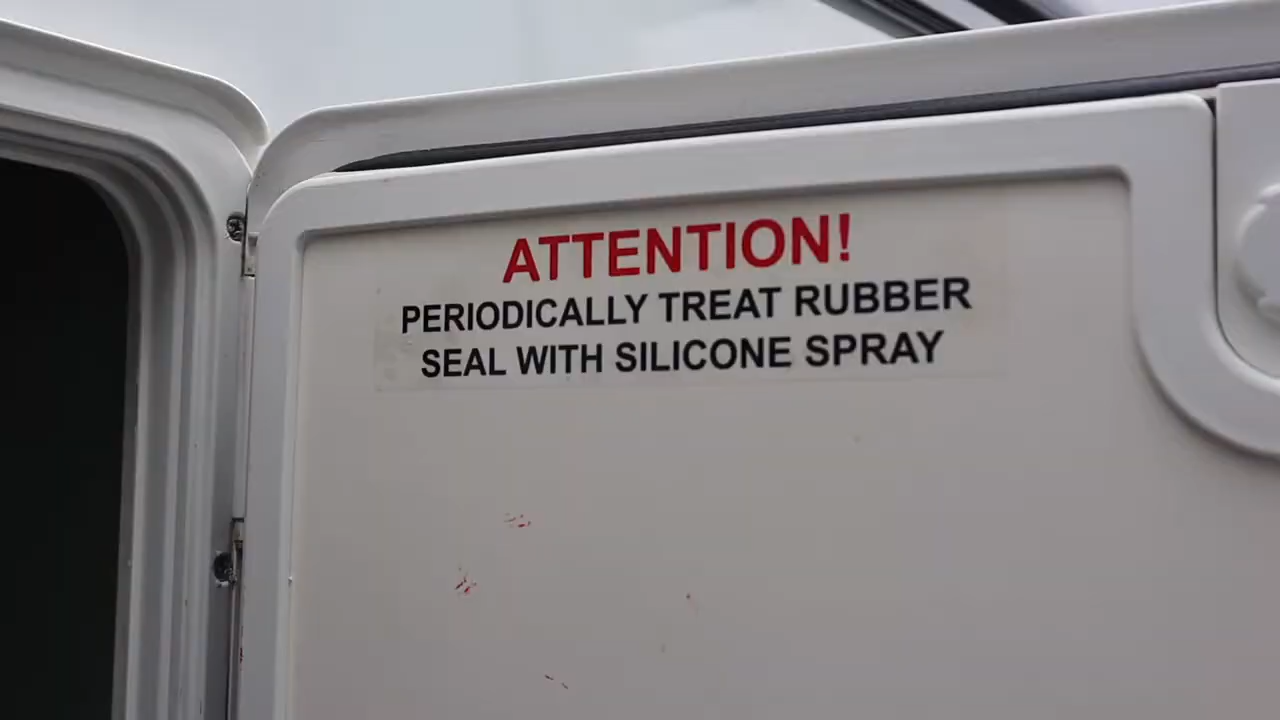 ATTENTION!
PERIODICALLY TREAT RUBBER
SEAL WITH SILICONE SPRAY